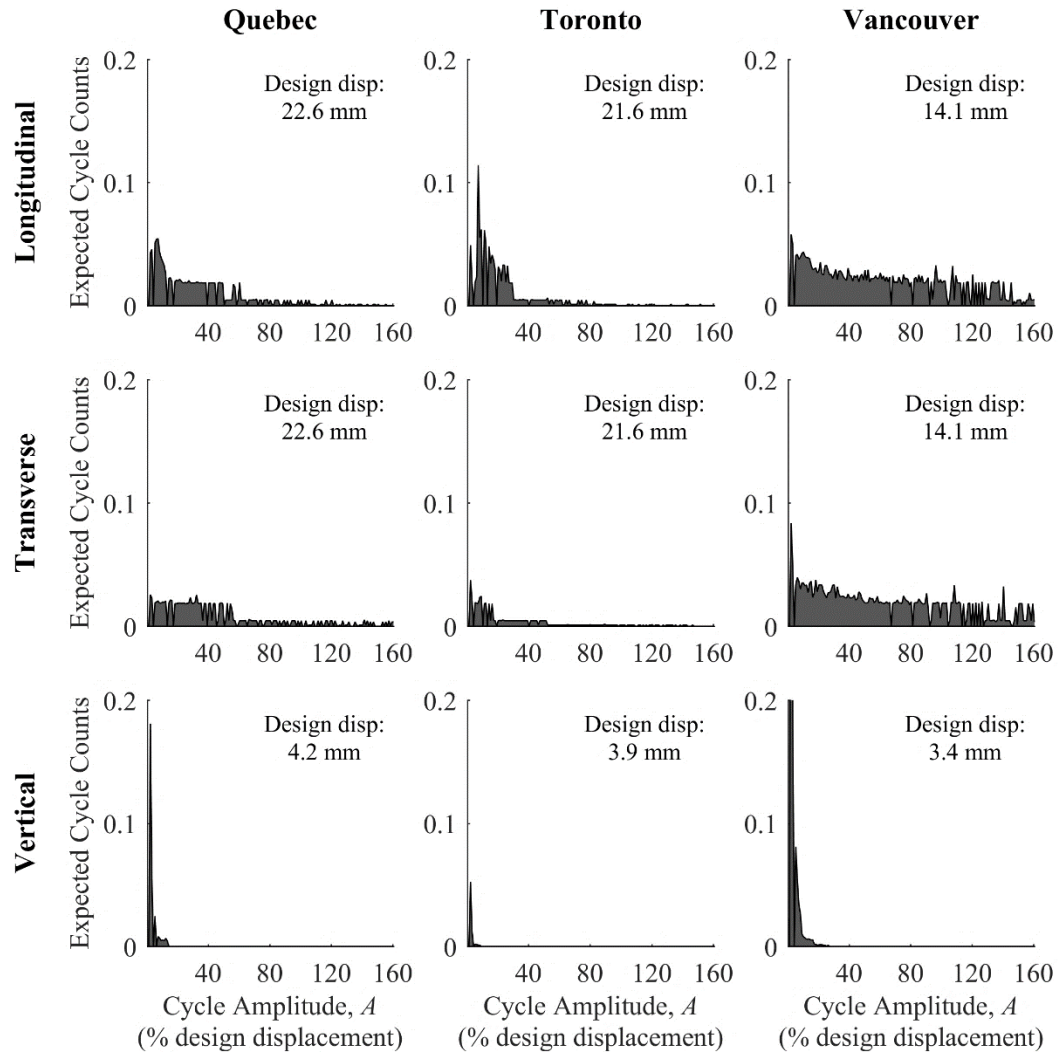 Quebec Toronto Vancouver
Longitudinal
Expected Cycle Counts
0.2 0.2 0.2
Design disp: Design disp: Design disp:
22.6 mm 21.6 mm 14.1 mm
0.1 0.1 0.1
0 0 0
40 80 120 160 40 80 120 160 40 80 120 160
Transverse
Expected Cycle Counts
0.2 0.2 0.2
Design disp: Design disp: Design disp:
22.6 mm 21.6 mm 14.1 mm
0.1 0.1 0.1
0 0 0
40 80 120 160 40 80 120 160 40 80 120 160
Vertical
Expected Cycle Counts
0.2 0.2 0.2
Design disp: Design disp: Design disp:
4.2 mm 3.9 mm 3.4 mm
0.1 0.1 0.1
0 0 0
40 80 120 160 40 80 120 160 40 80 120 160
Cycle Amplitude, A Cycle Amplitude, A Cycle Amplitude, A
(% design displacement) (% design displacement) (% design displacement)